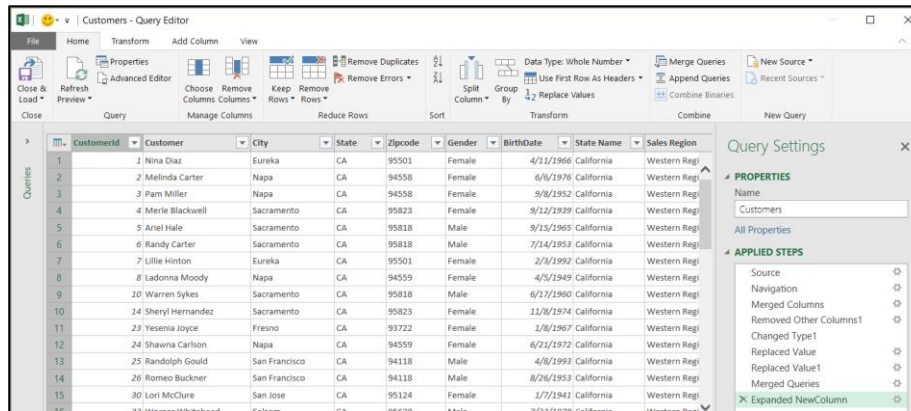 Customers - Query Editor
File Home Transform Add Column View
Close & Load
Refresh Preview
Properties
Advanced Editor
Choose Columns
Remove Columns
Keep Rows
Remove Rows
Remove Duplicates
Remove Errors
Split Column
Group By
Data Type: Whole Number
Use First Row As Headers
Replace Values
Merge Queries
Append Queries
Combine Binaries
New Source
Recent Sources
Close Query Manage Columns Reduce Rows Sort Transform Combine New Query
Queries
CustomerId Customer City State Zipcode Gender BirthDate State Name Sales Region
1 1 Nina Diaz Eureka CA 95501 Female 4/11/1966 California Western Regi
2 2 Melinda Carter Napa CA 94558 Female 6/6/1976 California Western Regi
3 3 Pam Miller Napa CA 94558 Female 9/8/1952 California Western Regi
4 4 Merle Blackwell Sacramento CA 95823 Female 9/12/1939 California Western Regi
5 5 Ariel Hale Sacramento CA 95818 Male 9/15/1965 California Western Regi
6 6 Randy Carter Sacramento CA 95818 Male 7/14/1953 California Western Regi
7 7 Lillie Hinton Eureka CA 95501 Female 2/3/1992 California Western Regi
8 8 Ladonna Moody Napa CA 94559 Female 4/5/1949 California Western Regi
9 10 Warren Sykes Sacramento CA 95818 Male 6/17/1960 California Western Regi
10 14 Sheryl Hernandez Sacramento CA 95823 Female 11/8/1974 California Western Regi
11 23 Yesenia Joyce Fresno CA 93722 Female 1/8/1967 California Western Regi
12 24 Shawna Carlson Napa CA 94559 Female 6/21/1972 California Western Regi
13 25 Randolph Gould San Francisco CA 94118 Male 4/8/1993 California Western Regi
14 26 Romeo Buckner San Francisco CA 94118 Male 8/26/1953 California Western Regi
15 30 Lori McClure San Jose CA 95124 Female 1/7/1941 California Western Regi
Query Settings
PROPERTIES
Name
Customers
All Properties
APPLIED STEPS
Source
Navigation
Merged Columns
Removed Other Columns1
Changed Type1
Replaced Value
Replaced Value1
Merged Queries
Expanded NewColumn